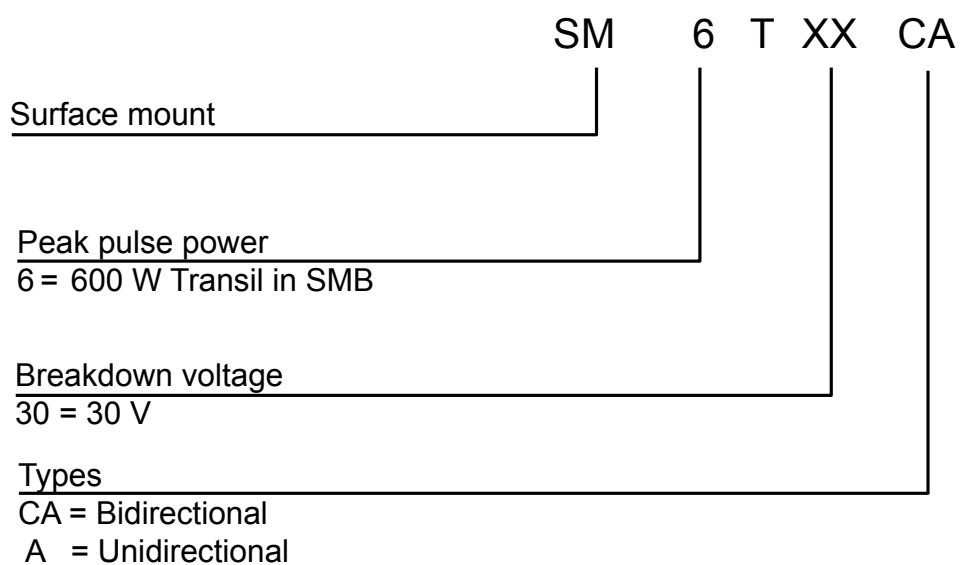 SM 6 T XX CA
Surface mount
Peak pulse power
6 = 600 W Transil in SMB
Breakdown voltage
30 = 30 V
Types
CA = Bidirectional
A = Unidirectional